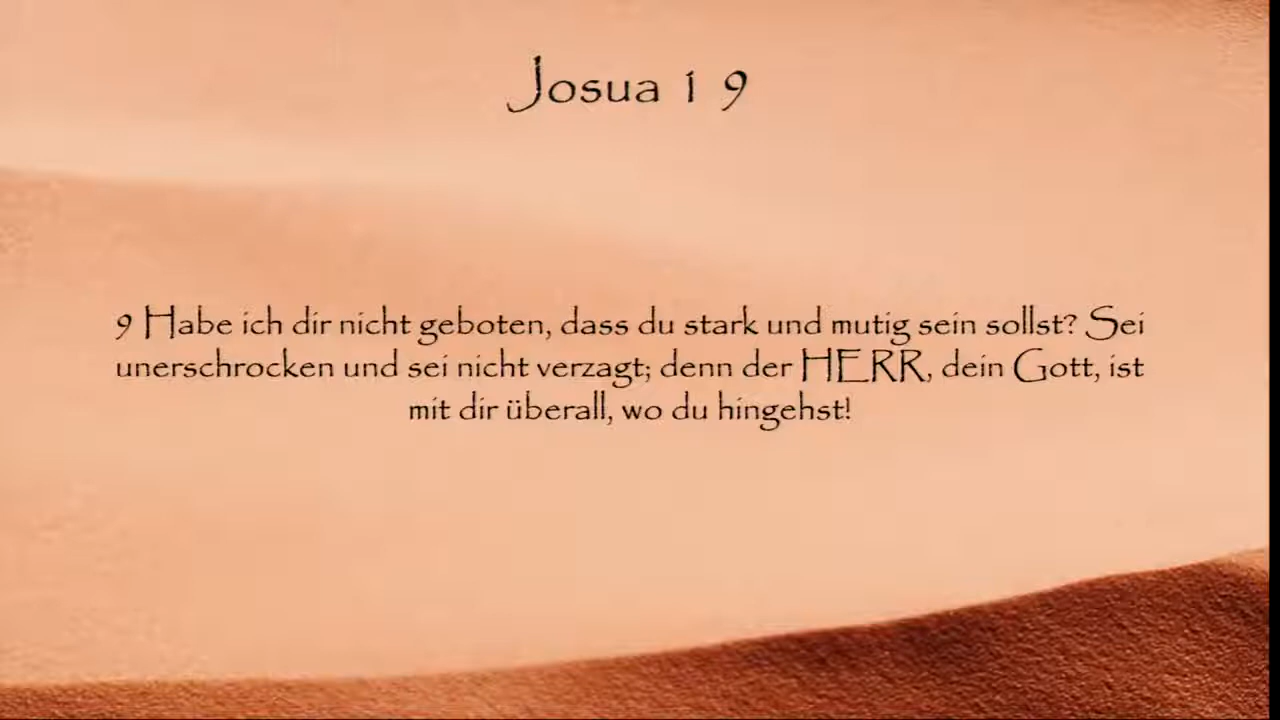 Josua 1 9
9 Habe ich dir nicht geboten, dass du stark und mutig sein sollst? Sei
unerschrocken und sei nicht verzagt; denn der HERR, dein Gott, ist
mit dir überall, wo du hingehst!